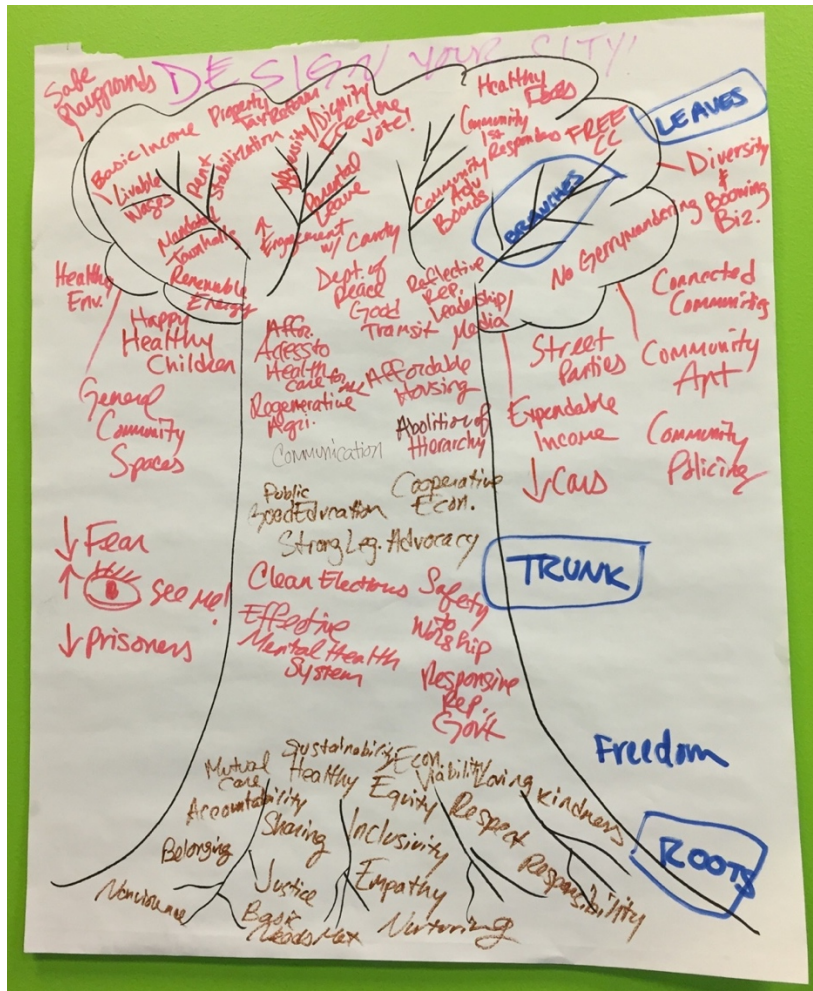 DESIGN YOUR CITY!
Safe
Playgrounds
Basic Income
Livable
Wages
Rent
Stabilization
Property
Tax Reform
Mandated
Townhalls
Renewable
Energy
Dignity
Vote!
Parental
Leave
↑
Engagement
w/ County
Dept. of
Peace
Good
Transit
Healthy
Foods
Community
1st
Responders
FREE
CC
Community
Adv
Boards
BRANCHES
LEAVES
Diversity
&
Booming
Biz.
No Gerrymandering
Reflective
Rep.
Leadership/
Media
Connected
Communities
Healthy
Env.
Happy
Healthy
Children
General
Community
Spaces
Affr.
Access to
Health
care for
Regenerative
Agri.
Affordable
Housing
Abolition of
Hierarchy
Communication
Public
Good Education
Cooperative
Econ.
Strong Leg. Advocacy
Street
Parties
Community
Art
Expendable
Income
Community
Policing
↓ Cars
↓ Fear
↑ See me!
↓ Prisoners
TRUNK
Clean Elections
Safety
to
Worship
Effective
Mental Health
System
Responsive
Rep.
Govt
Freedom
Mutual
Care
Sustainability
Healthy
Econ.
Viability
Loving kindness
Accountability
Sharing
Equity
Respect
Belonging
Inclusivity
Responsibility
ROOTS
Nonviolence
Justice
Empathy
Basic
Needs Met
Nurturing